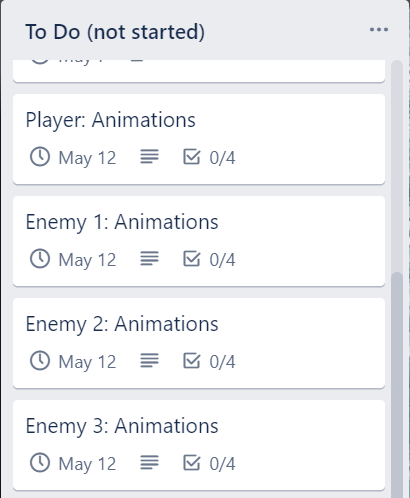 To Do (not started)
Player: Animations
May 12 0/4
Enemy 1: Animations
May 12 0/4
Enemy 2: Animations
May 12 0/4
Enemy 3: Animations
May 12 0/4